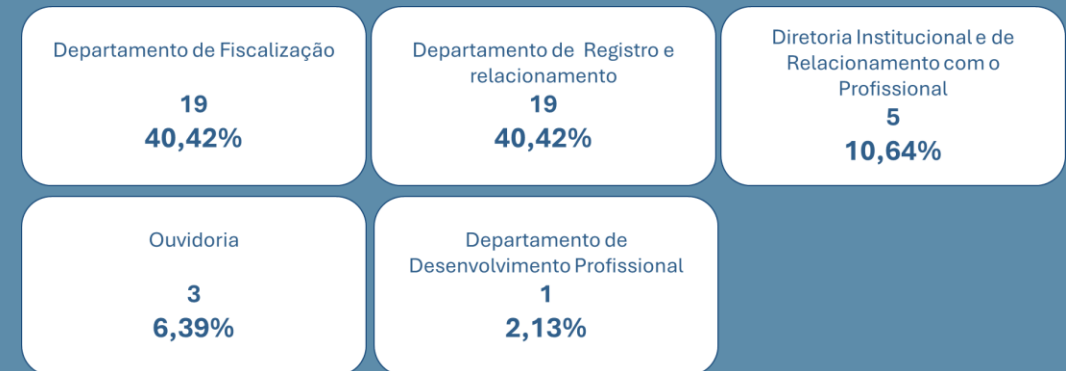 Departamento de Fiscalização
19
40,42%
Departamento de Registro e
relacionamento
19
40,42%
Diretoria Institucional e de
Relacionamento com o
Profissional
5
10,64%
Ouvidoria
3
6,39%
Departamento de
Desenvolvimento Profissional
1
2,13%